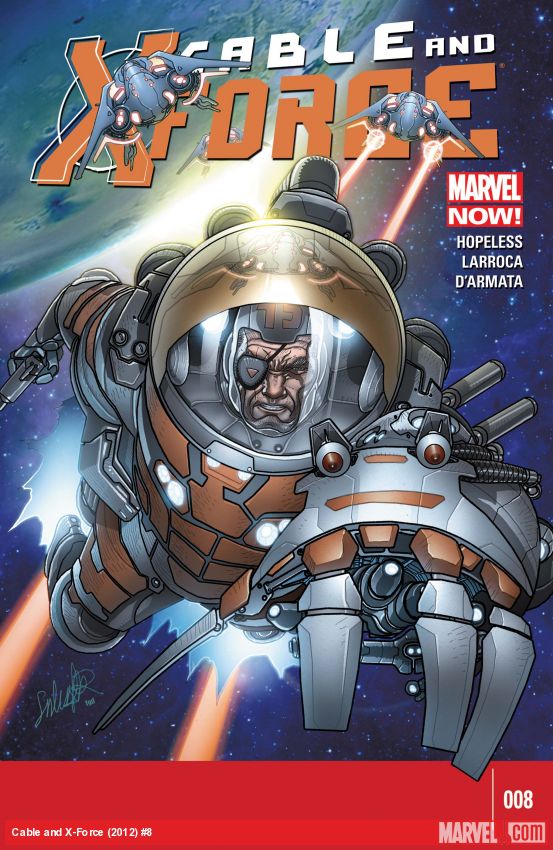 CABLE AND
X-FORCE
MARVEL
NOW!
HOPELESS
LARROCA
D'ARMATA
008
Cable and X-Force (2012) #8
MARVEL.com